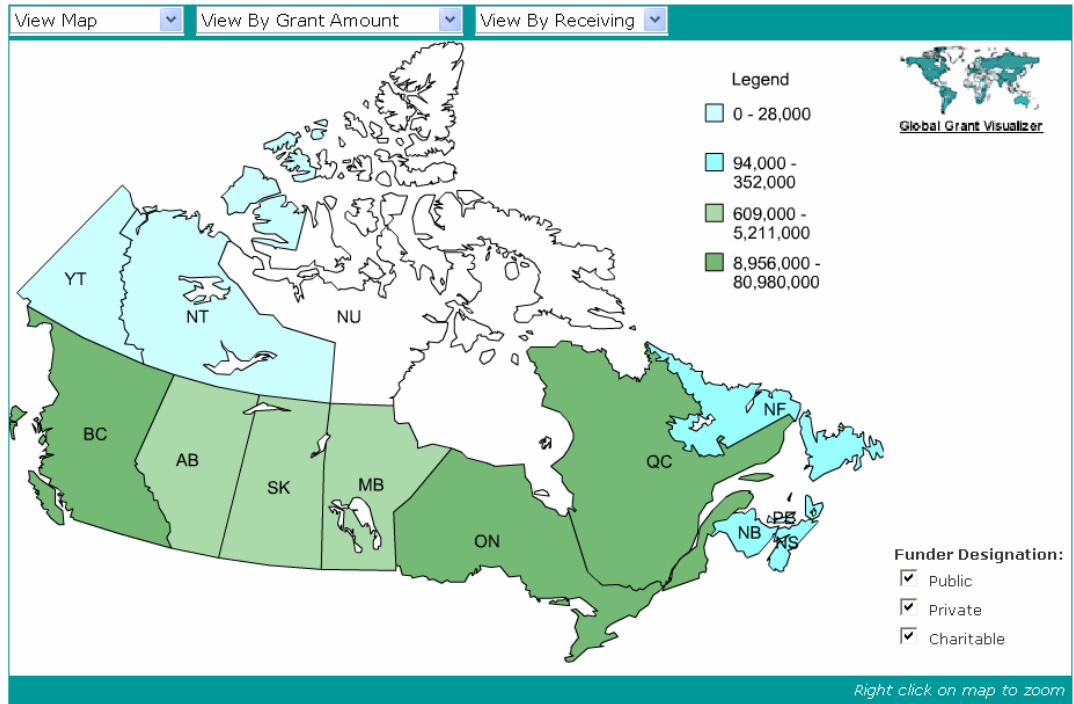 View Map
View By Grant Amount
View By Receiving
Legend
0 - 28,000
94,000 -
352,000
609,000 -
5,211,000
8,956,000 -
80,980,000
Global Grant Visualizer
YT
NT
NU
BC
AB
SK
MB
ON
QC
NF
PE
NB
NS
Funder Designation:
Public
Private
Charitable
Right click on map to zoom